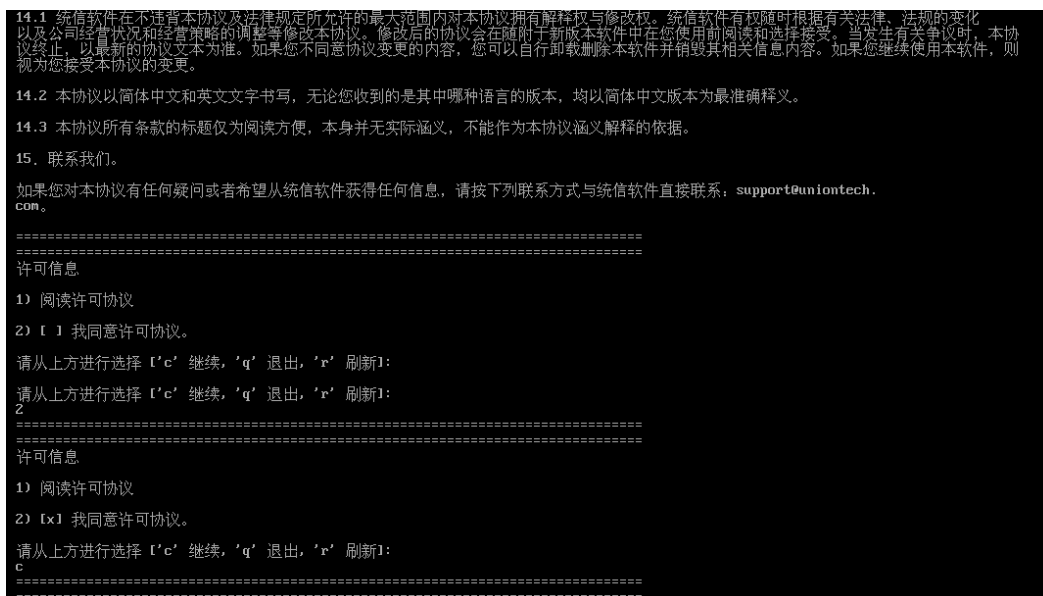 14.1 统信软件在不违背本协议及法律规定所允许的最大范围内对本协议拥有解释权与修改权。统信软件有权随时根据有关法律、法规的变化
以及公司经营状况和经营策略的调整等修改本协议。修改后的协议会在随附于新版本软件中在您使用前阅读和选择接受。当发生有关争议时，本协
议终止，以最新的协议文本为准。如果您不同意协议变更的内容，您可以自行卸载删除本软件并销毁其相关信息内容。如果您继续使用本软件，则
视为您接受本协议的变更。
14.2 本协议以简体中文和英文文字书写，无论您收到的是其中哪种语言的版本，均以简体中文版本为最准确释义。
14.3 本协议所有条款的标题仅为阅读方便，本身并无实际涵义，不能作为本协议涵义解释的依据。
15. 联系我们。
如果您对本协议有任何疑问或者希望从统信软件获得任何信息，请按下列联系方式与统信软件直接联系：support@uniontech.
com。
================================================================================
================================================================================
许可信息
1) 阅读许可协议
2) [ ] 我同意许可协议。
请从上方进行选择 ['c' 继续, 'q' 退出, 'r' 刷新]:
请从上方进行选择 ['c' 继续, 'q' 退出, 'r' 刷新]:
2
================================================================================
================================================================================
许可信息
1) 阅读许可协议
2) [x] 我同意许可协议。
请从上方进行选择 ['c' 继续, 'q' 退出, 'r' 刷新]:
c
================================================================================
================================================================================